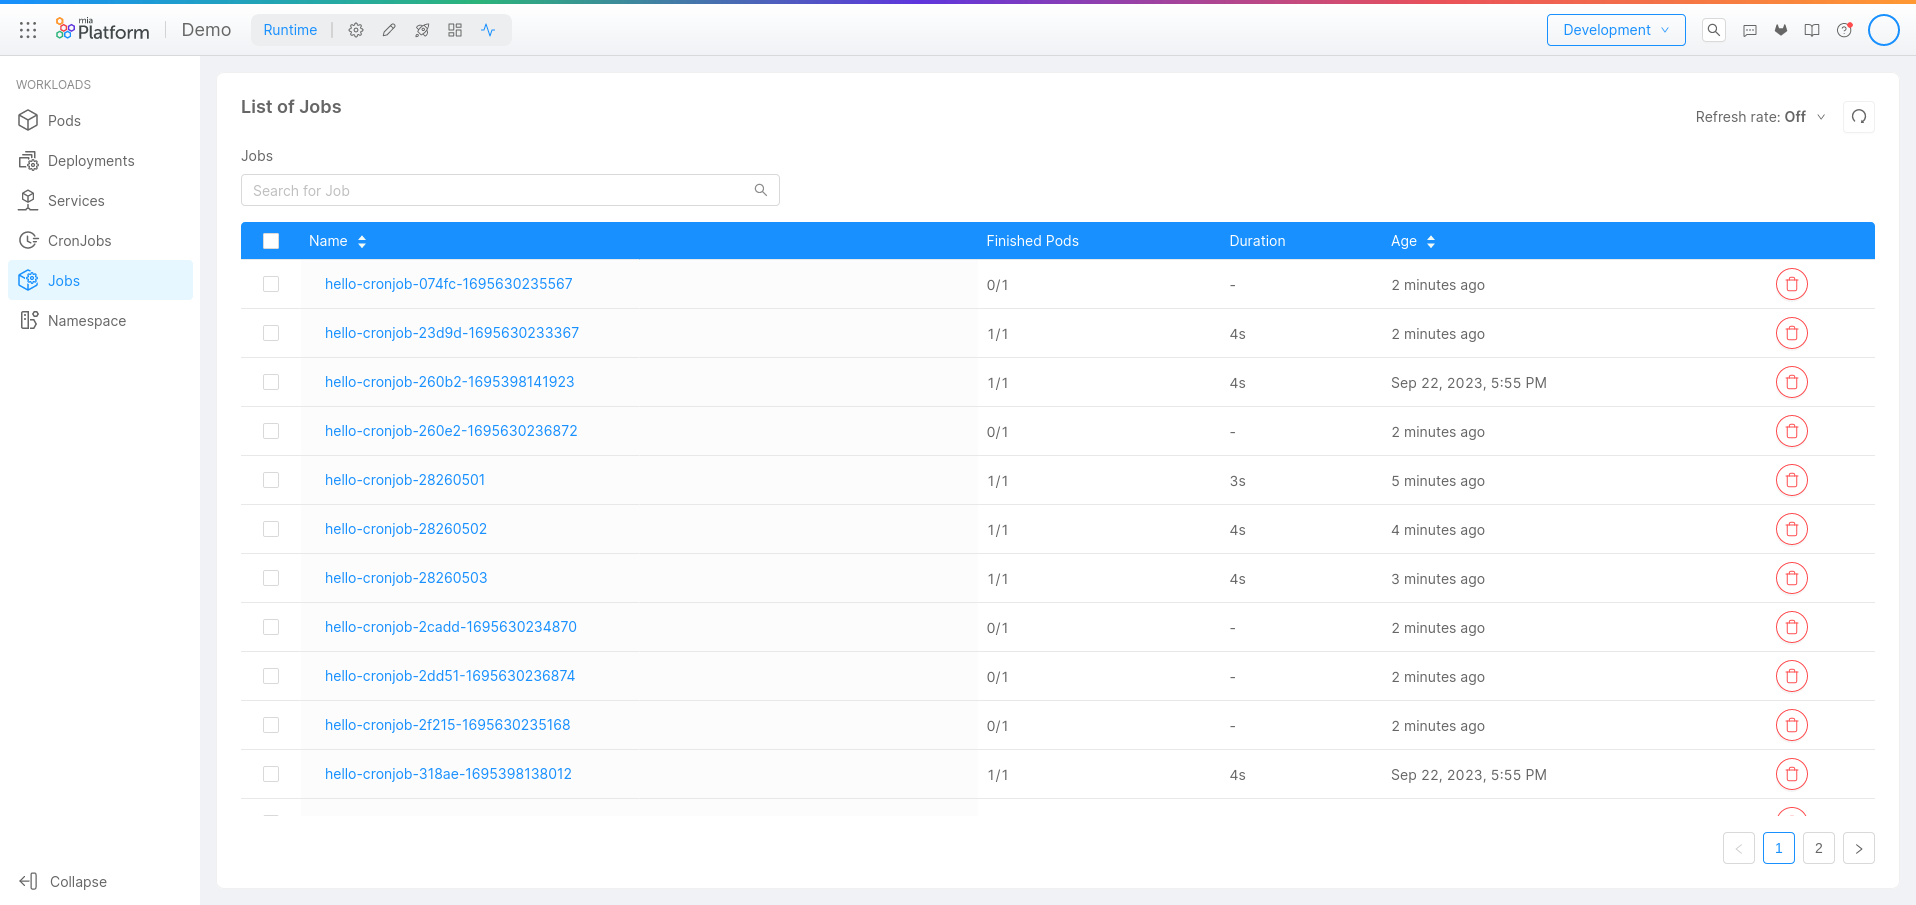 mia
Platform Demo Runtime Development
WORKLOADS
Pods
Deployments
Services
CronJobs
Jobs
Namespace
Collapse
List of Jobs
Refresh rate: Off
Jobs
Search for Job
Name Finished Pods Duration Age
hello-cronjob-074fc-1695630235567 0/1 - 2 minutes ago
hello-cronjob-23d9d-1695630233367 1/1 4s 2 minutes ago
hello-cronjob-260b2-1695398141923 1/1 4s Sep 22, 2023, 5:55 PM
hello-cronjob-260e2-1695630236872 0/1 - 2 minutes ago
hello-cronjob-28260501 1/1 3s 5 minutes ago
hello-cronjob-28260502 1/1 4s 4 minutes ago
hello-cronjob-28260503 1/1 4s 3 minutes ago
hello-cronjob-2cadd-1695630234870 0/1 - 2 minutes ago
hello-cronjob-2dd51-1695630236874 0/1 - 2 minutes ago
hello-cronjob-2f215-1695630235168 0/1 - 2 minutes ago
hello-cronjob-318ae-1695398138012 1/1 4s Sep 22, 2023, 5:55 PM
1 2